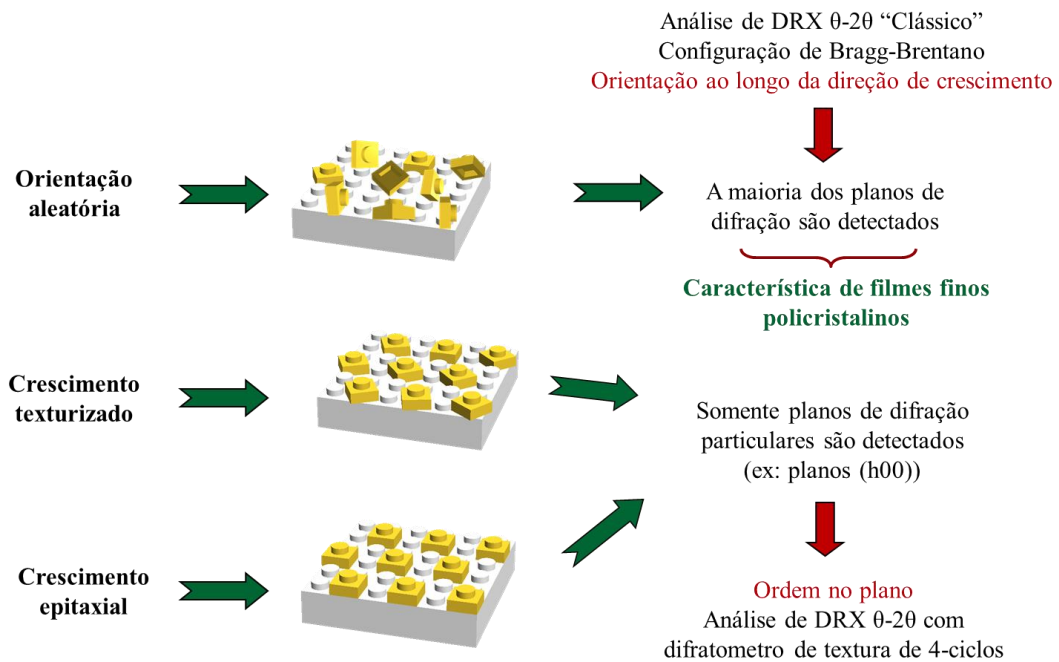 Análise de DRX θ-2θ “Clássico”
Configuração de Bragg-Brentano
Orientação ao longo da direção de crescimento
Orientação
aleatória
A maioria dos planos de
difração são detectados
Característica de filmes finos
policristalinos
Crescimento
texturizado
Somente planos de difração
particulares são detectados
(ex: planos (h00))
Crescimento
epitaxial
Ordem no plano
Análise de DRX θ-2θ com
difratometro de textura de 4-ciclos